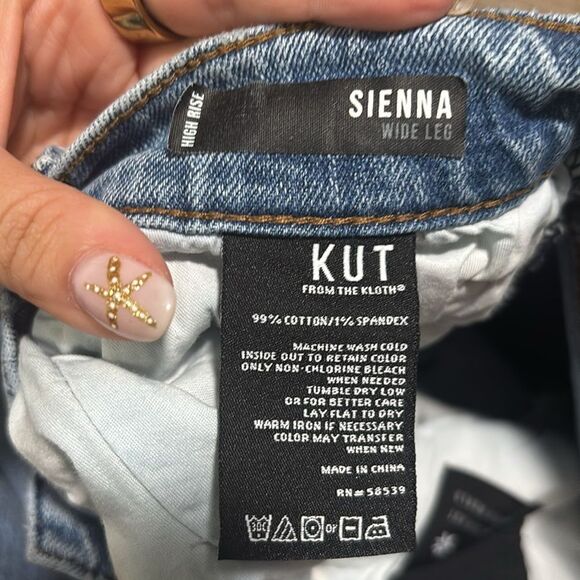 HIGH RISE
SIENNA
WIDE LEG
KUT
FROM THE KLOTH®
99% COTTON/1% SPANDEX
MACHINE WASH COLD
INSIDE OUT TO RETAIN COLOR
ONLY NON-CHLORINE BLEACH
WHEN NEEDED
TUMBLE DRY LOW
OR FOR BETTER CARE
LAY FLAT TO DRY
WARM IRON IF NECESSARY
COLOR MAY TRANSFER
WHEN NEW
MADE IN CHINA
RN# 58539
30C OR